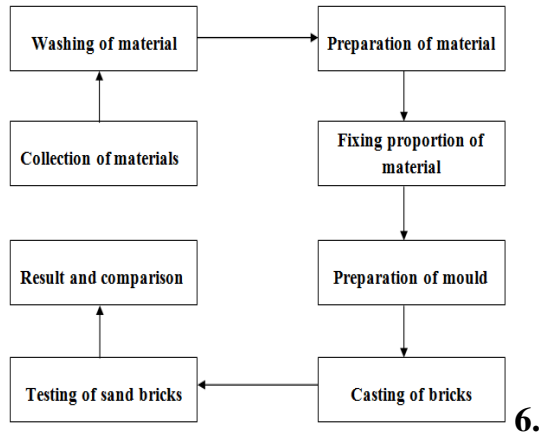 Washing of material
Preparation of material
Collection of materials
Fixing proportion of
material
Result and comparison
Preparation of mould
Testing of sand bricks
Casting of bricks
6.